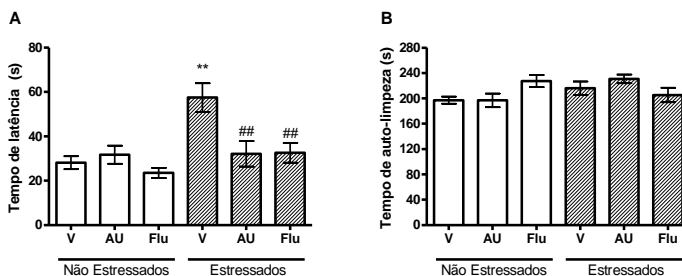 A
Tempo de latência (s)
80
60
40
20
0
**
##
##
V AU Flu V AU Flu
Não Estressados Estressados
B
Tempo de auto-limpeza (s)
240
200
160
120
80
40
0
V AU Flu V AU Flu
Não Estressados Estressados